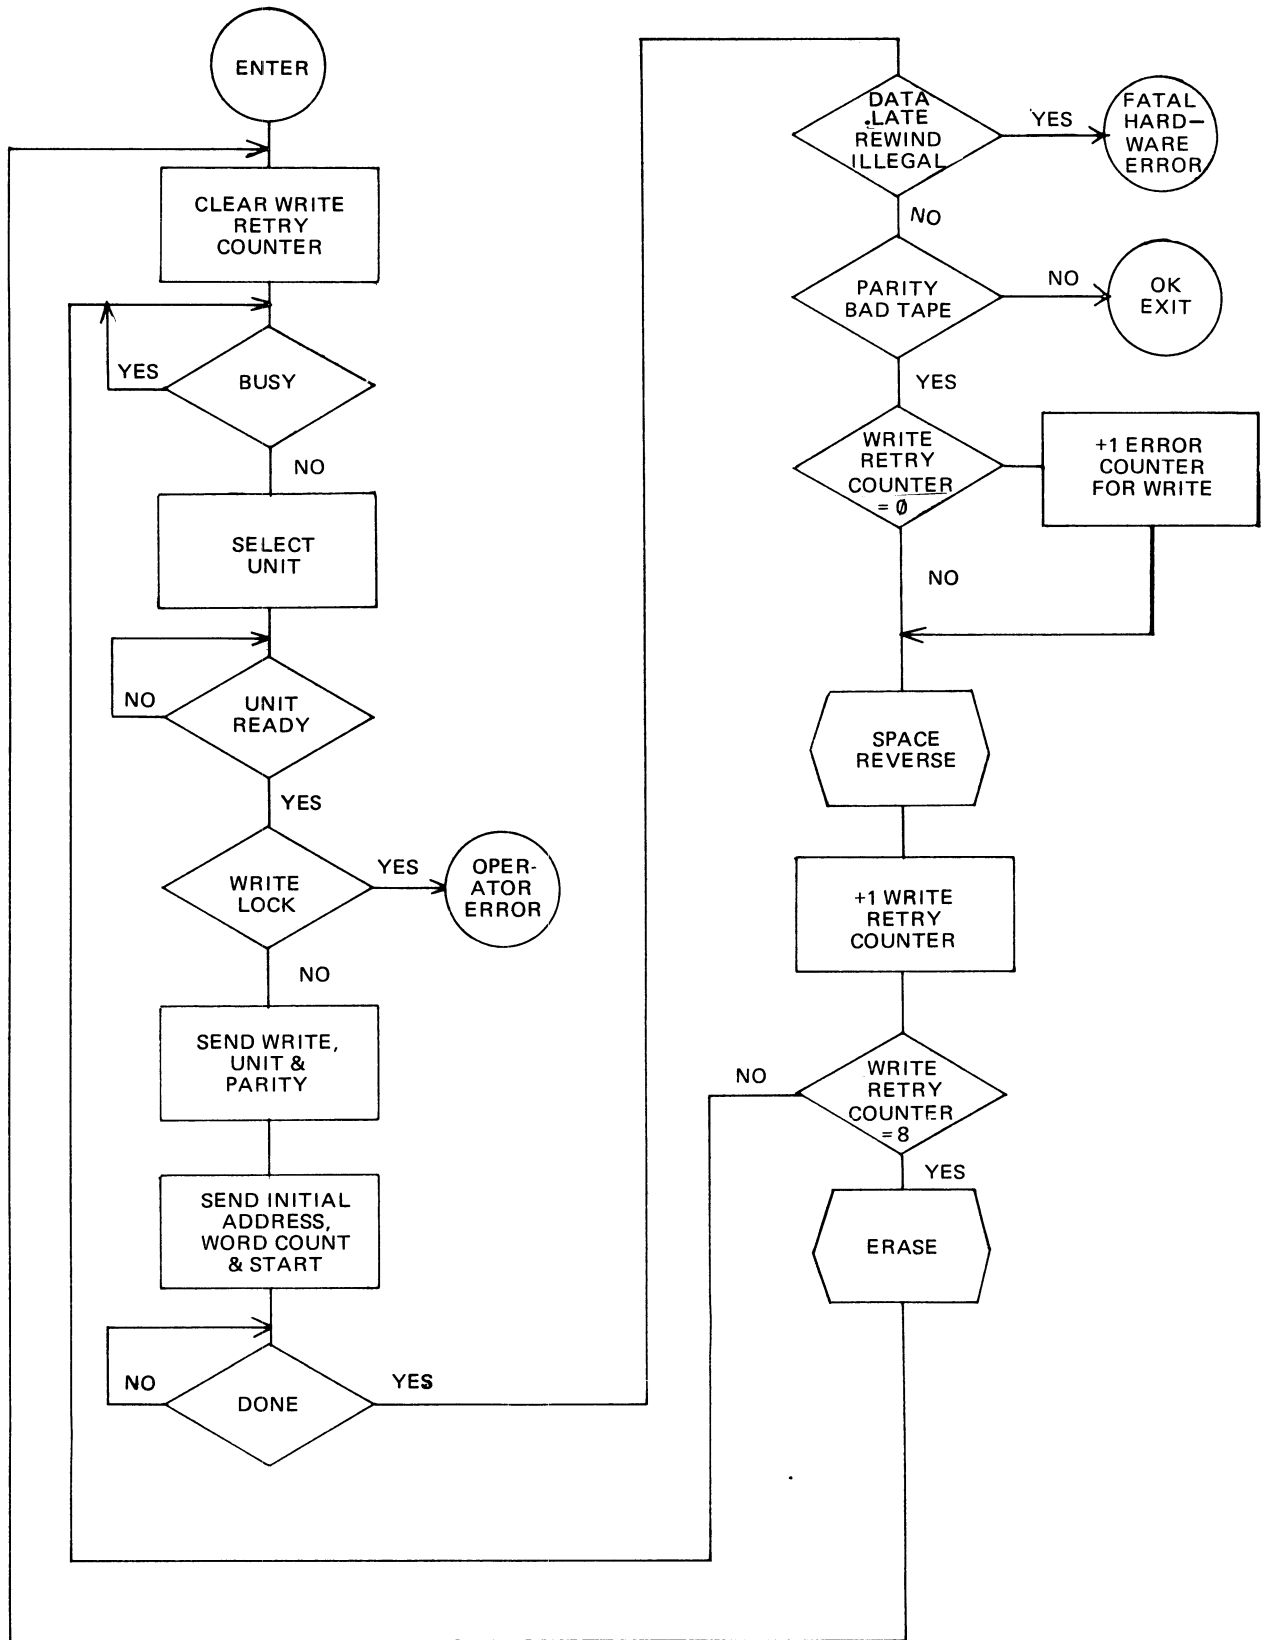 ENTER
CLEAR WRITE
RETRY
COUNTER
YES
BUSY
NO
SELECT
UNIT
NO
UNIT
READY
YES
WRITE
LOCK
YES
OPER-
ATOR
ERROR
NO
SEND WRITE,
UNIT &
PARITY
SEND INITIAL
ADDRESS,
WORD COUNT
& START
NO
DONE
YES
DATA
LATE
REWIND
ILLEGAL
YES
FATAL
HARD—
WARE
ERROR
NO
PARITY
BAD TAPE
NO
OK
EXIT
YES
WRITE
RETRY
COUNTER
= Ø
+1 ERROR
COUNTER
FOR WRITE
NO
SPACE
REVERSE
+1 WRITE
RETRY
COUNTER
NO
WRITE
RETRY
COUNTER
= 8
YES
ERASE